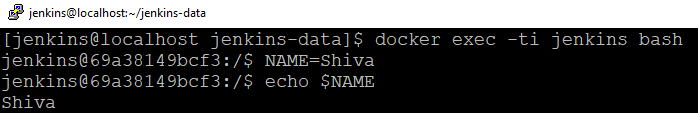 jenkins@localhost:~/jenkins-data
[jenkins@localhost jenkins-data]$ docker exec -ti jenkins bash
jenkins@69a38149bcf3:/$ NAME=Shiva
jenkins@69a38149bcf3:/$ echo $NAME
Shiva